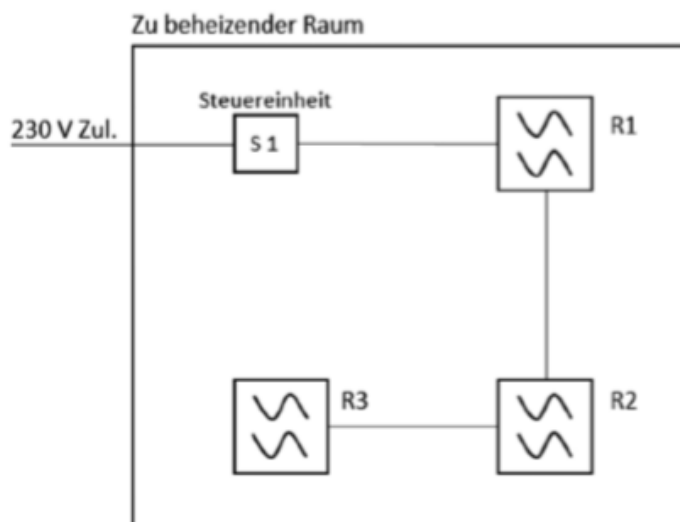 Zu beheizender Raum
Steuereinheit
230 V Zul.
S 1
R1
R3
R2